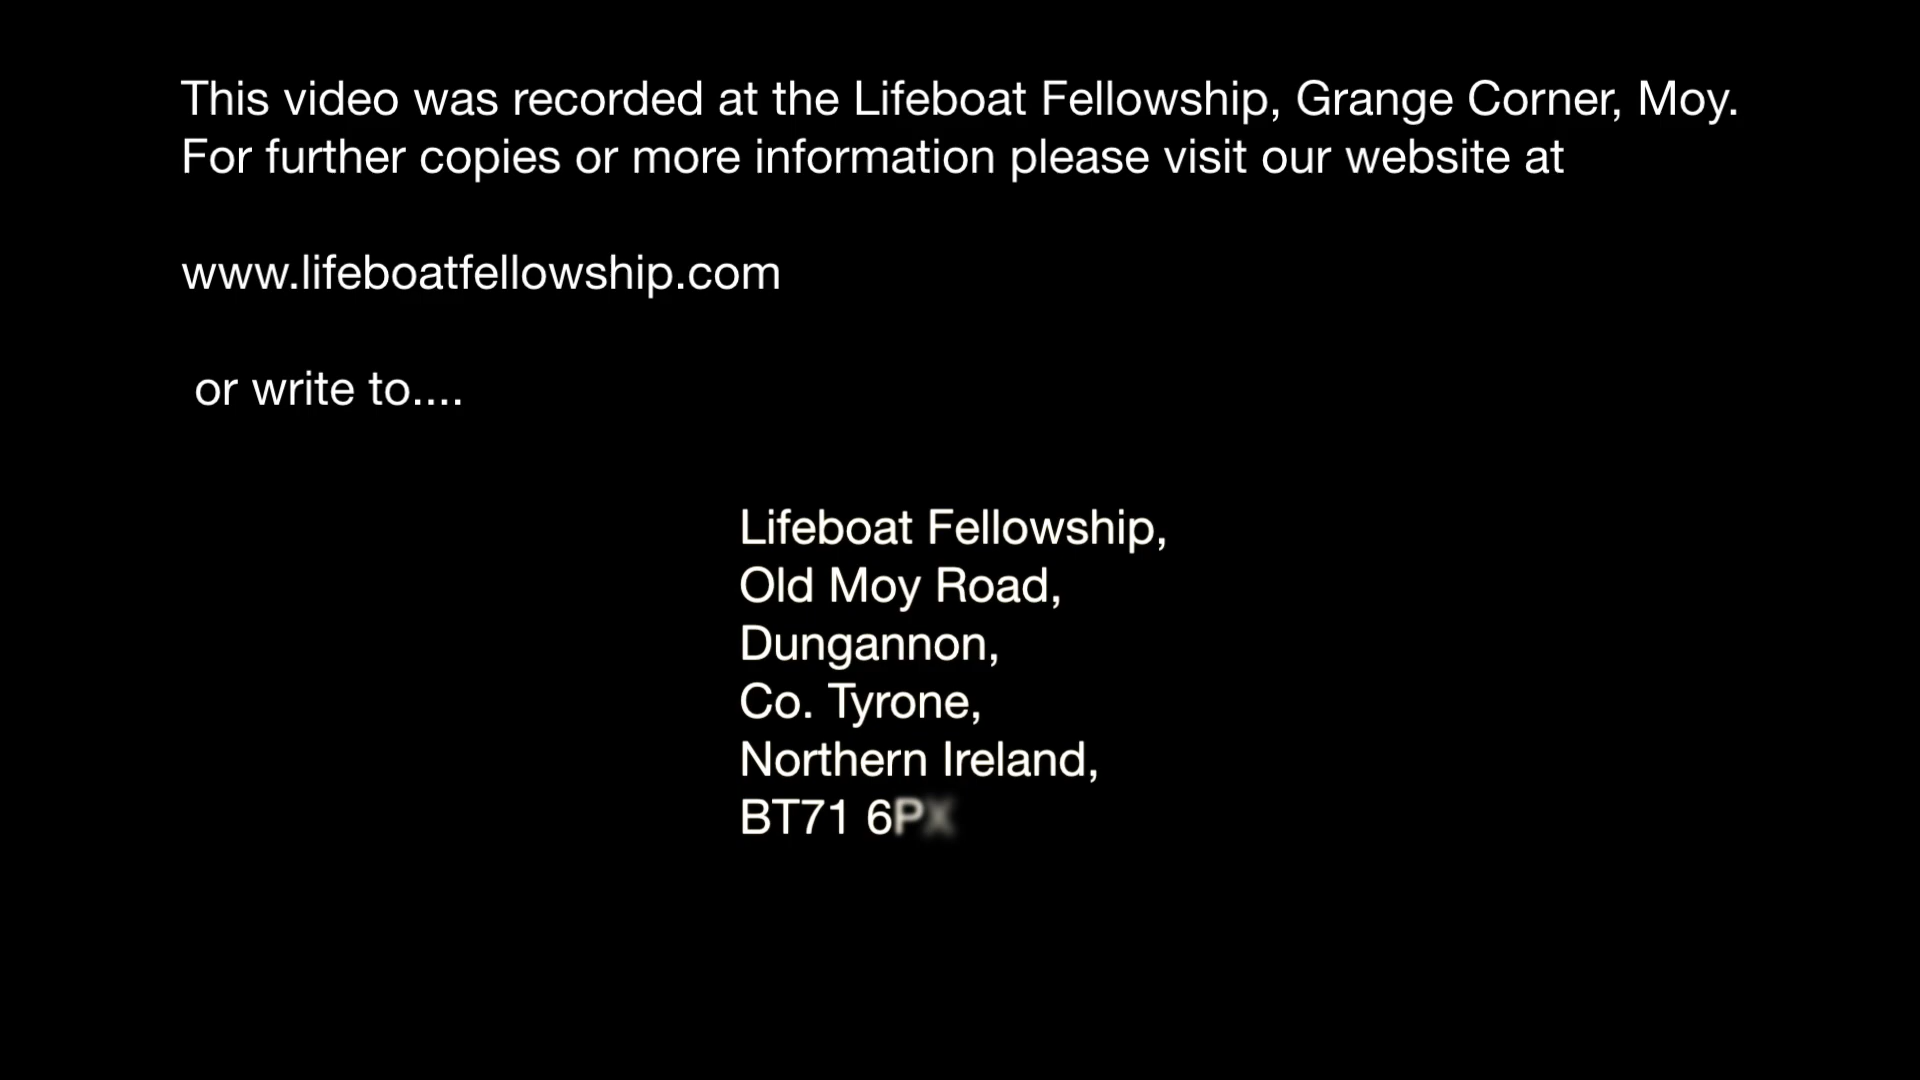 This video was recorded at the Lifeboat Fellowship, Grange Corner, Moy.
For further copies or more information please visit our website at
www.lifeboatfellowship.com
or write to....
Lifeboat Fellowship,
Old Moy Road,
Dungannon,
Co. Tyrone,
Northern Ireland,
BT71 6PX